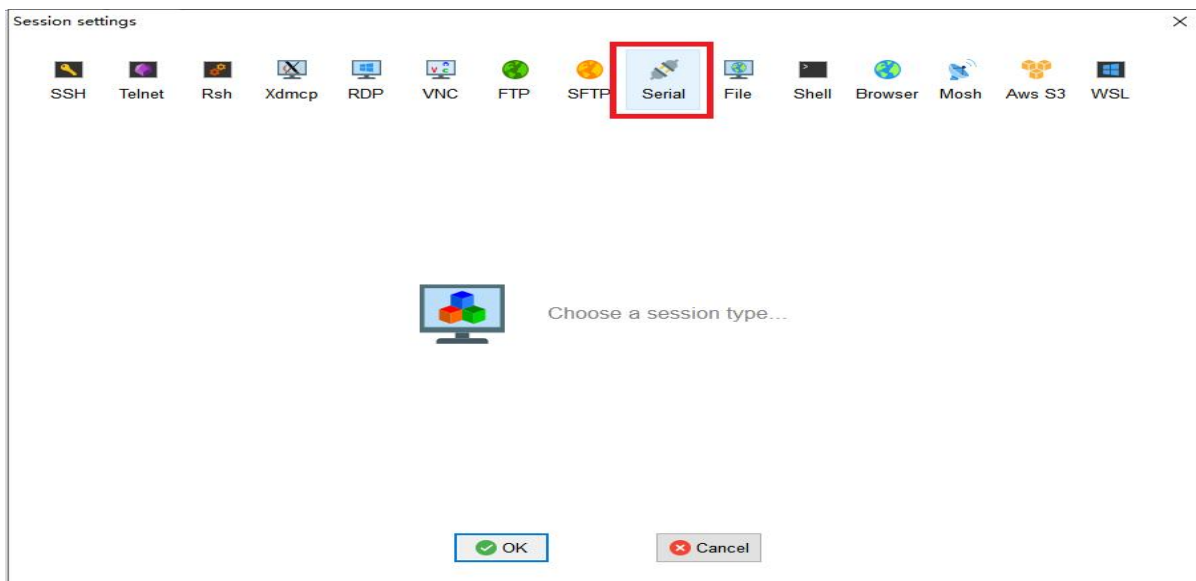 Session settings
SSH Telnet Rsh Xdmcp RDP VNC FTP SFTP Serial File Shell Browser Mosh Aws S3 WSL
Choose a session type...
OK Cancel